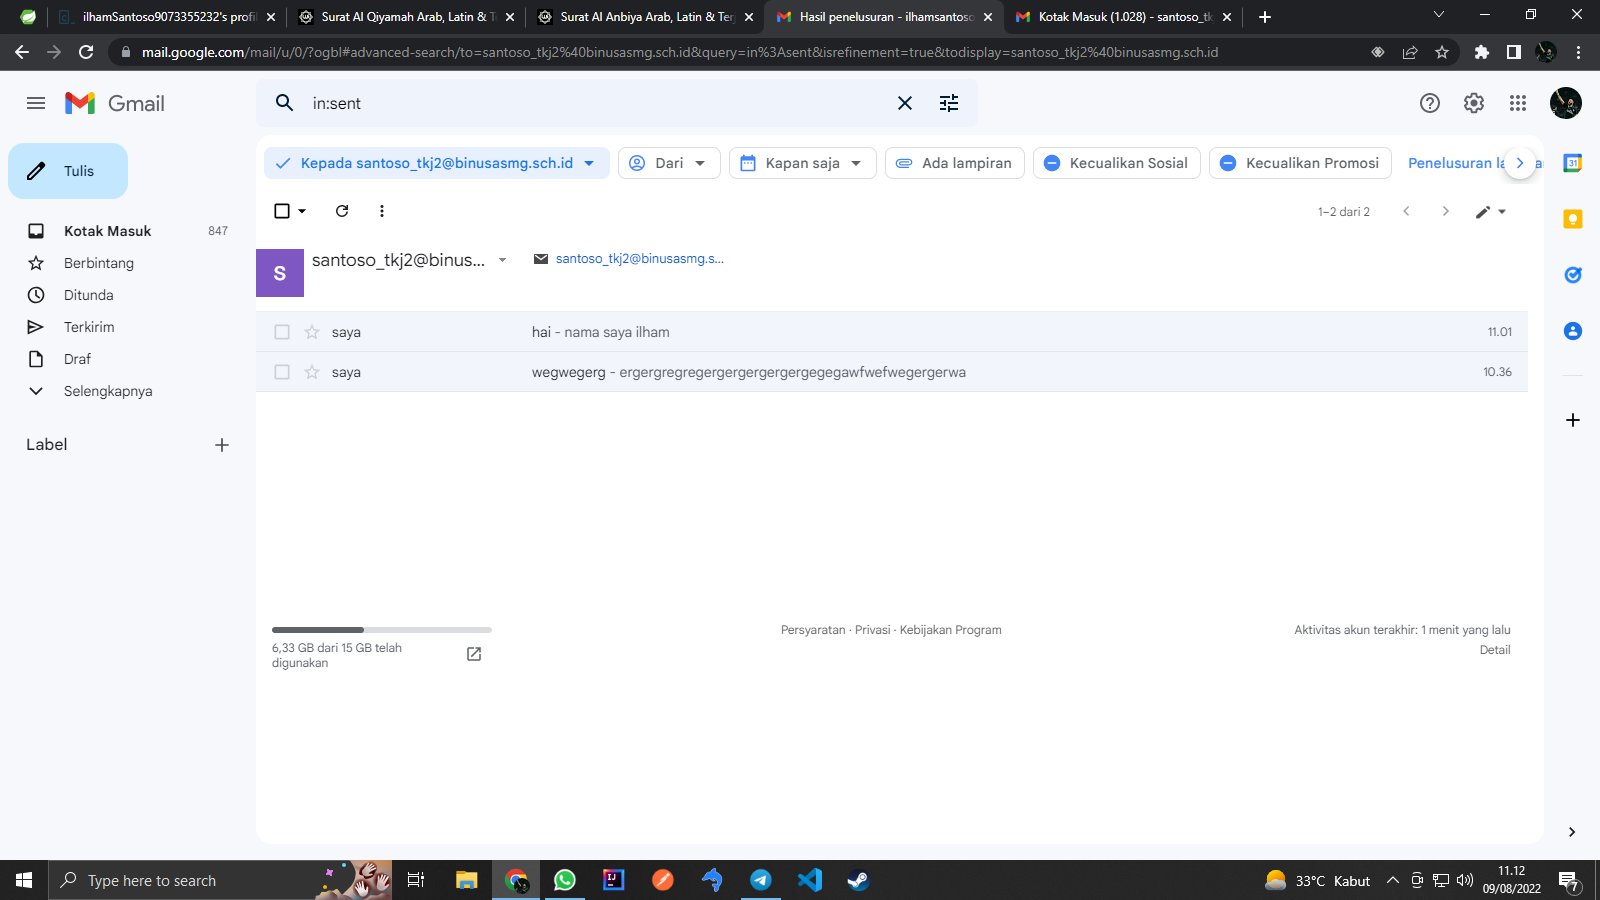 ilhamSantoso9073355232's profil
Surat Al Qiyamah Arab, Latin & T
Surat Al Anbiya Arab, Latin & Ter
Hasil penelusuran - ilhamsantoso
Kotak Masuk (1.028) - santoso_tk
mail.google.com/mail/u/0/?ogbl#advanced-search/to=santoso_tkj2%40binusasmg.sch.id&query=in%3Asent&isrefinement=true&todisplay=santoso_tkj2%40binusasmg.sch.id
Gmail
in:sent
Tulis
Kepada santoso_tkj2@binusasmg.sch.id
Dari
Kapan saja
Ada lampiran
Kecualikan Sosial
Kecualikan Promosi
Penelusuran la
31
1–2 dari 2
Kotak Masuk 847
Berbintang
Ditunda
Terkirim
Draf
Selengkapnya
Label
S
santoso_tkj2@binus...
santoso_tkj2@binusasmg.s...
saya hai - nama saya ilham 11.01
saya wegwegerg - ergergregregergergergergergegegawfwefwegergerwa 10.36
6,33 GB dari 15 GB telah
digunakan
Persyaratan · Privasi · Kebijakan Program
Aktivitas akun terakhir: 1 menit yang lalu
Detail
Type here to search
IJ
33°C Kabut
11.12
09/08/2022
7